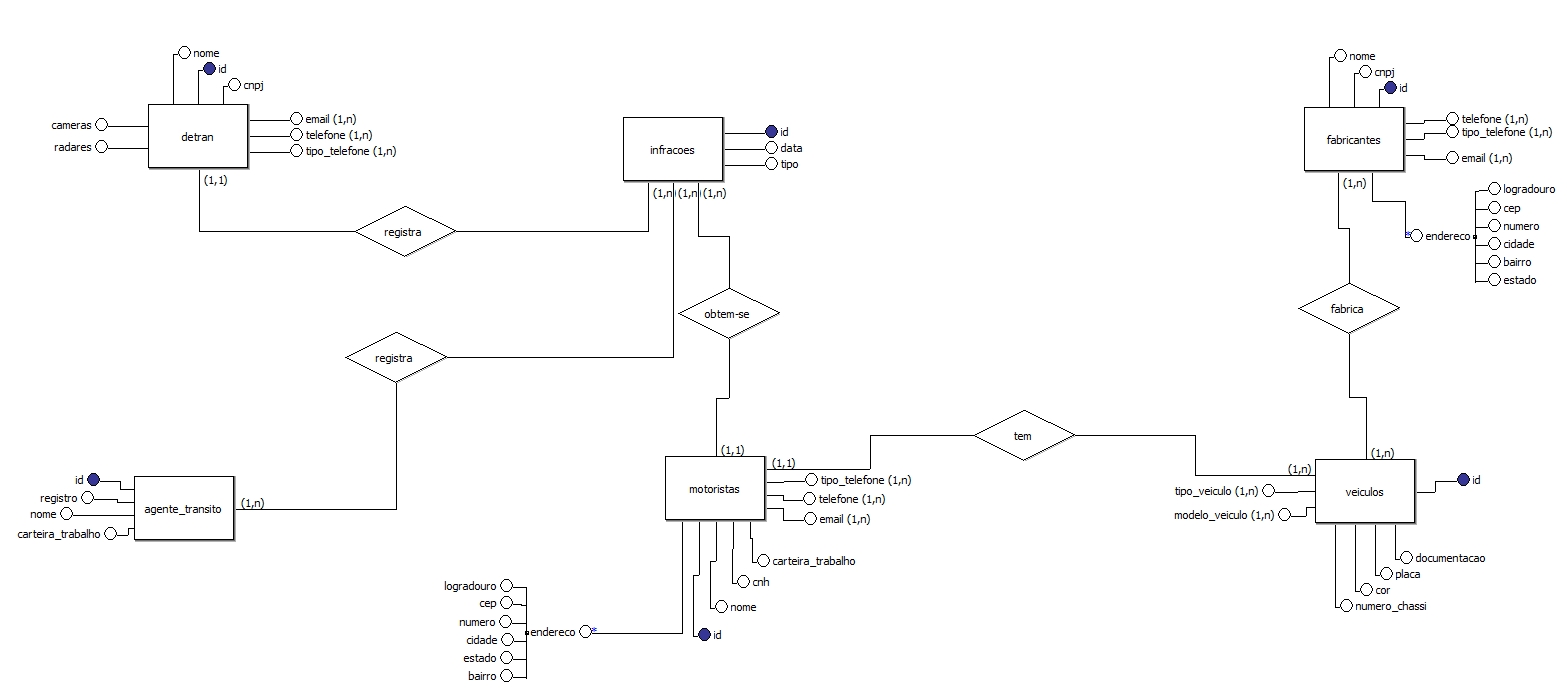 nome
id
cnpj
cameras
radares
detran
email (1,n)
telefone (1,n)
tipo_telefone (1,n)
(1,1)
registra
infracoes
id
data
tipo
(1,n)
(1,n)
(1,n)
obtem-se
registra
id
registro
nome
carteira_trabalho
agente_transito
(1,n)
(1,1)
motoristas
(1,1)
tipo_telefone (1,n)
telefone (1,n)
email (1,n)
carteira_trabalho
cnh
nome
id
endereco
*
logradouro
cep
numero
cidade
estado
bairro
tem
nome
cnpj
id
fabricantes
telefone (1,n)
tipo_telefone (1,n)
email (1,n)
(1,n)
*
endereco
logradouro
cep
numero
cidade
bairro
estado
fabrica
(1,n)
(1,n)
veiculos
id
tipo_veiculo (1,n)
modelo_veiculo (1,n)
documentacao
placa
cor
numero_chassi